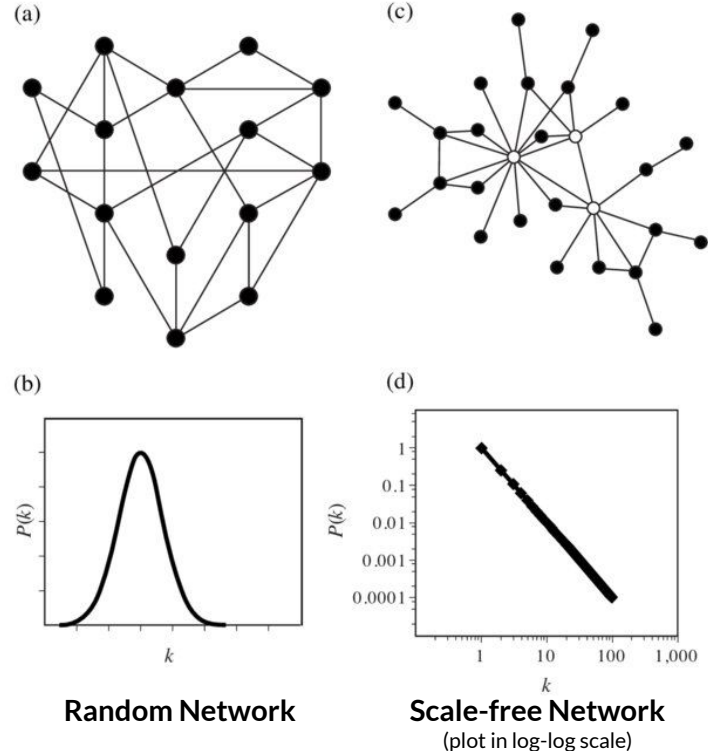 (a)
(c)
(b)
(d)
P(k)
k
P(k)
1
0.1
0.01
0.001
0.0001
1
10
100
1,000
k
Random Network
Scale-free Network
(plot in log-log scale)